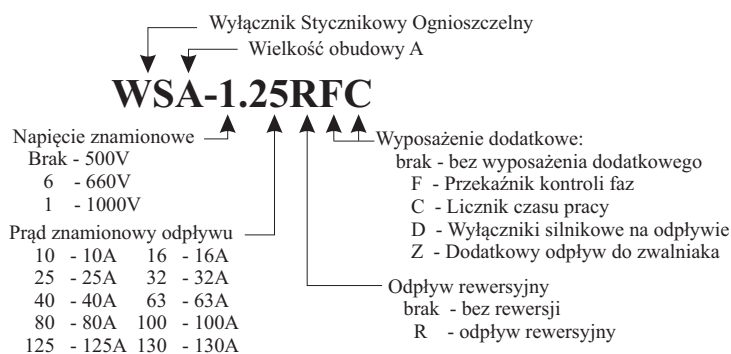 Wyłącznik Stycznikowy Ognioszczelny
Wielkość obudowy A
WSA-1.25RFC
Napięcie znamionowe
Brak - 500V
6 - 660V
1 - 1000V
Prąd znamionowy odpływu
10 - 10A 16 - 16A
25 - 25A 32 - 32A
40 - 40A 63 - 63A
80 - 80A 100 - 100A
125 - 125A 130 - 130A
Wyposażenie dodatkowe:
brak - bez wyposażenia dodatkowego
F - Przekaźnik kontroli faz
C - Licznik czasu pracy
D - Wyłączniki silnikowe na odpływie
Z - Dodatkowy odpływ do zwalniaka
Odpływ rewersyjny
brak - bez rewersji
R - odpływ rewersyjny